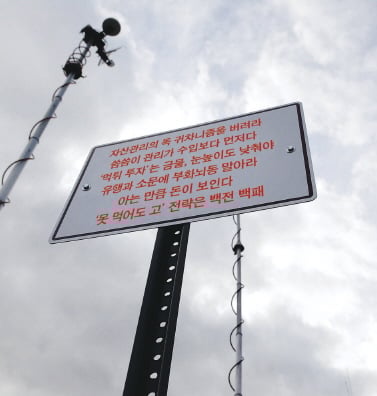 자산관리의 독 귀차니즘을 버려라
씀씀이 관리가 수입보다 먼저다
'먹튀 투자'는 금물, 눈높이도 낮춰야
유행과 소문에 부화뇌동 말아라
아는 만큼 돈이 보인다
'못 먹어도 고' 전략은 백전 백패